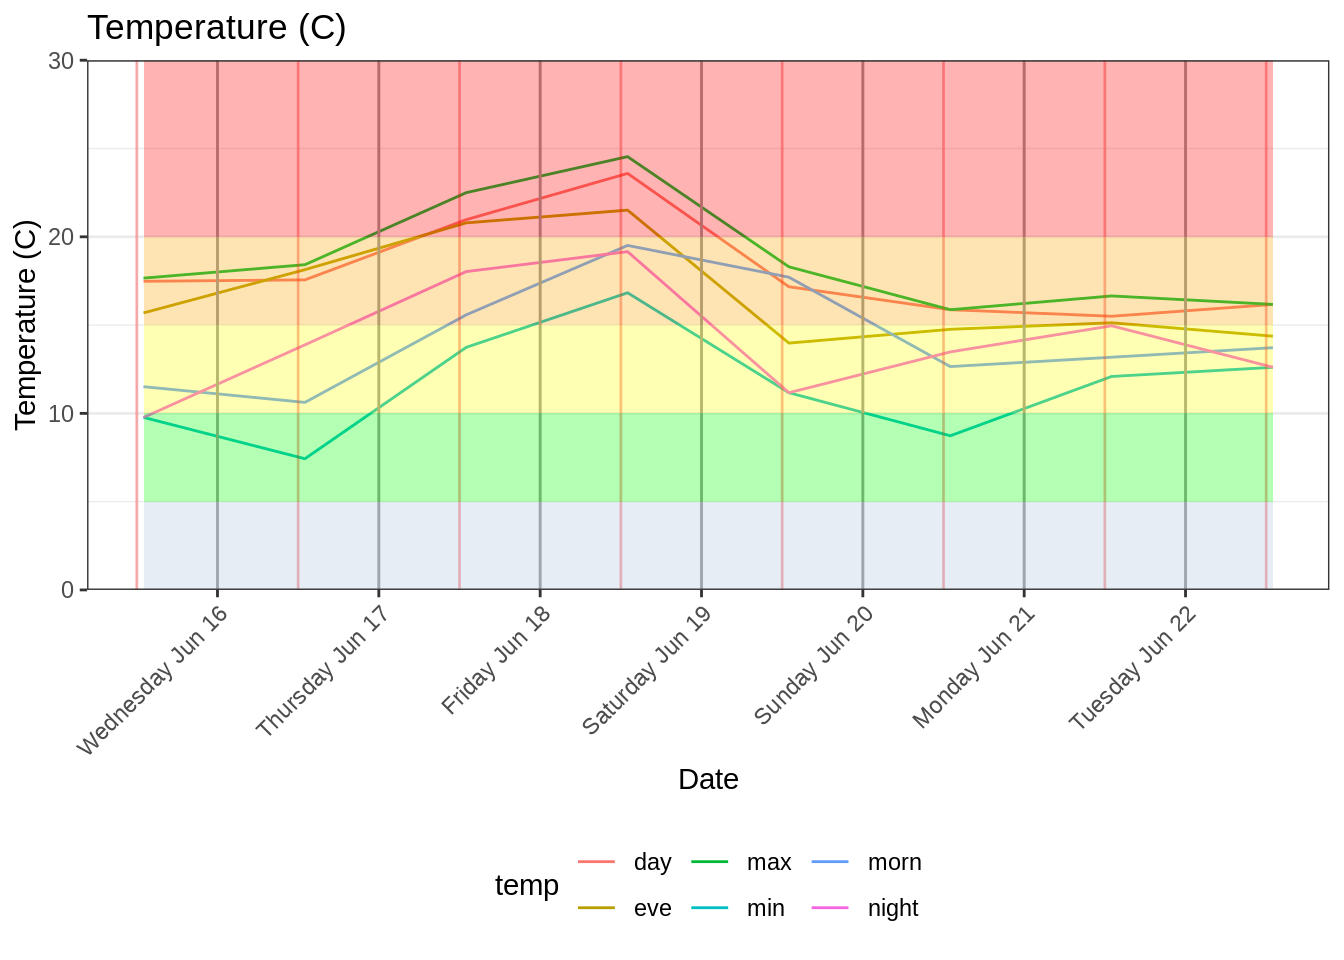 Temperature (C)
Temperature (C)
30
20
10
0
Wednesday Jun 16
Thursday Jun 17
Friday Jun 18
Saturday Jun 19
Sunday Jun 20
Monday Jun 21
Tuesday Jun 22
Date
temp
day max morn
eve min night